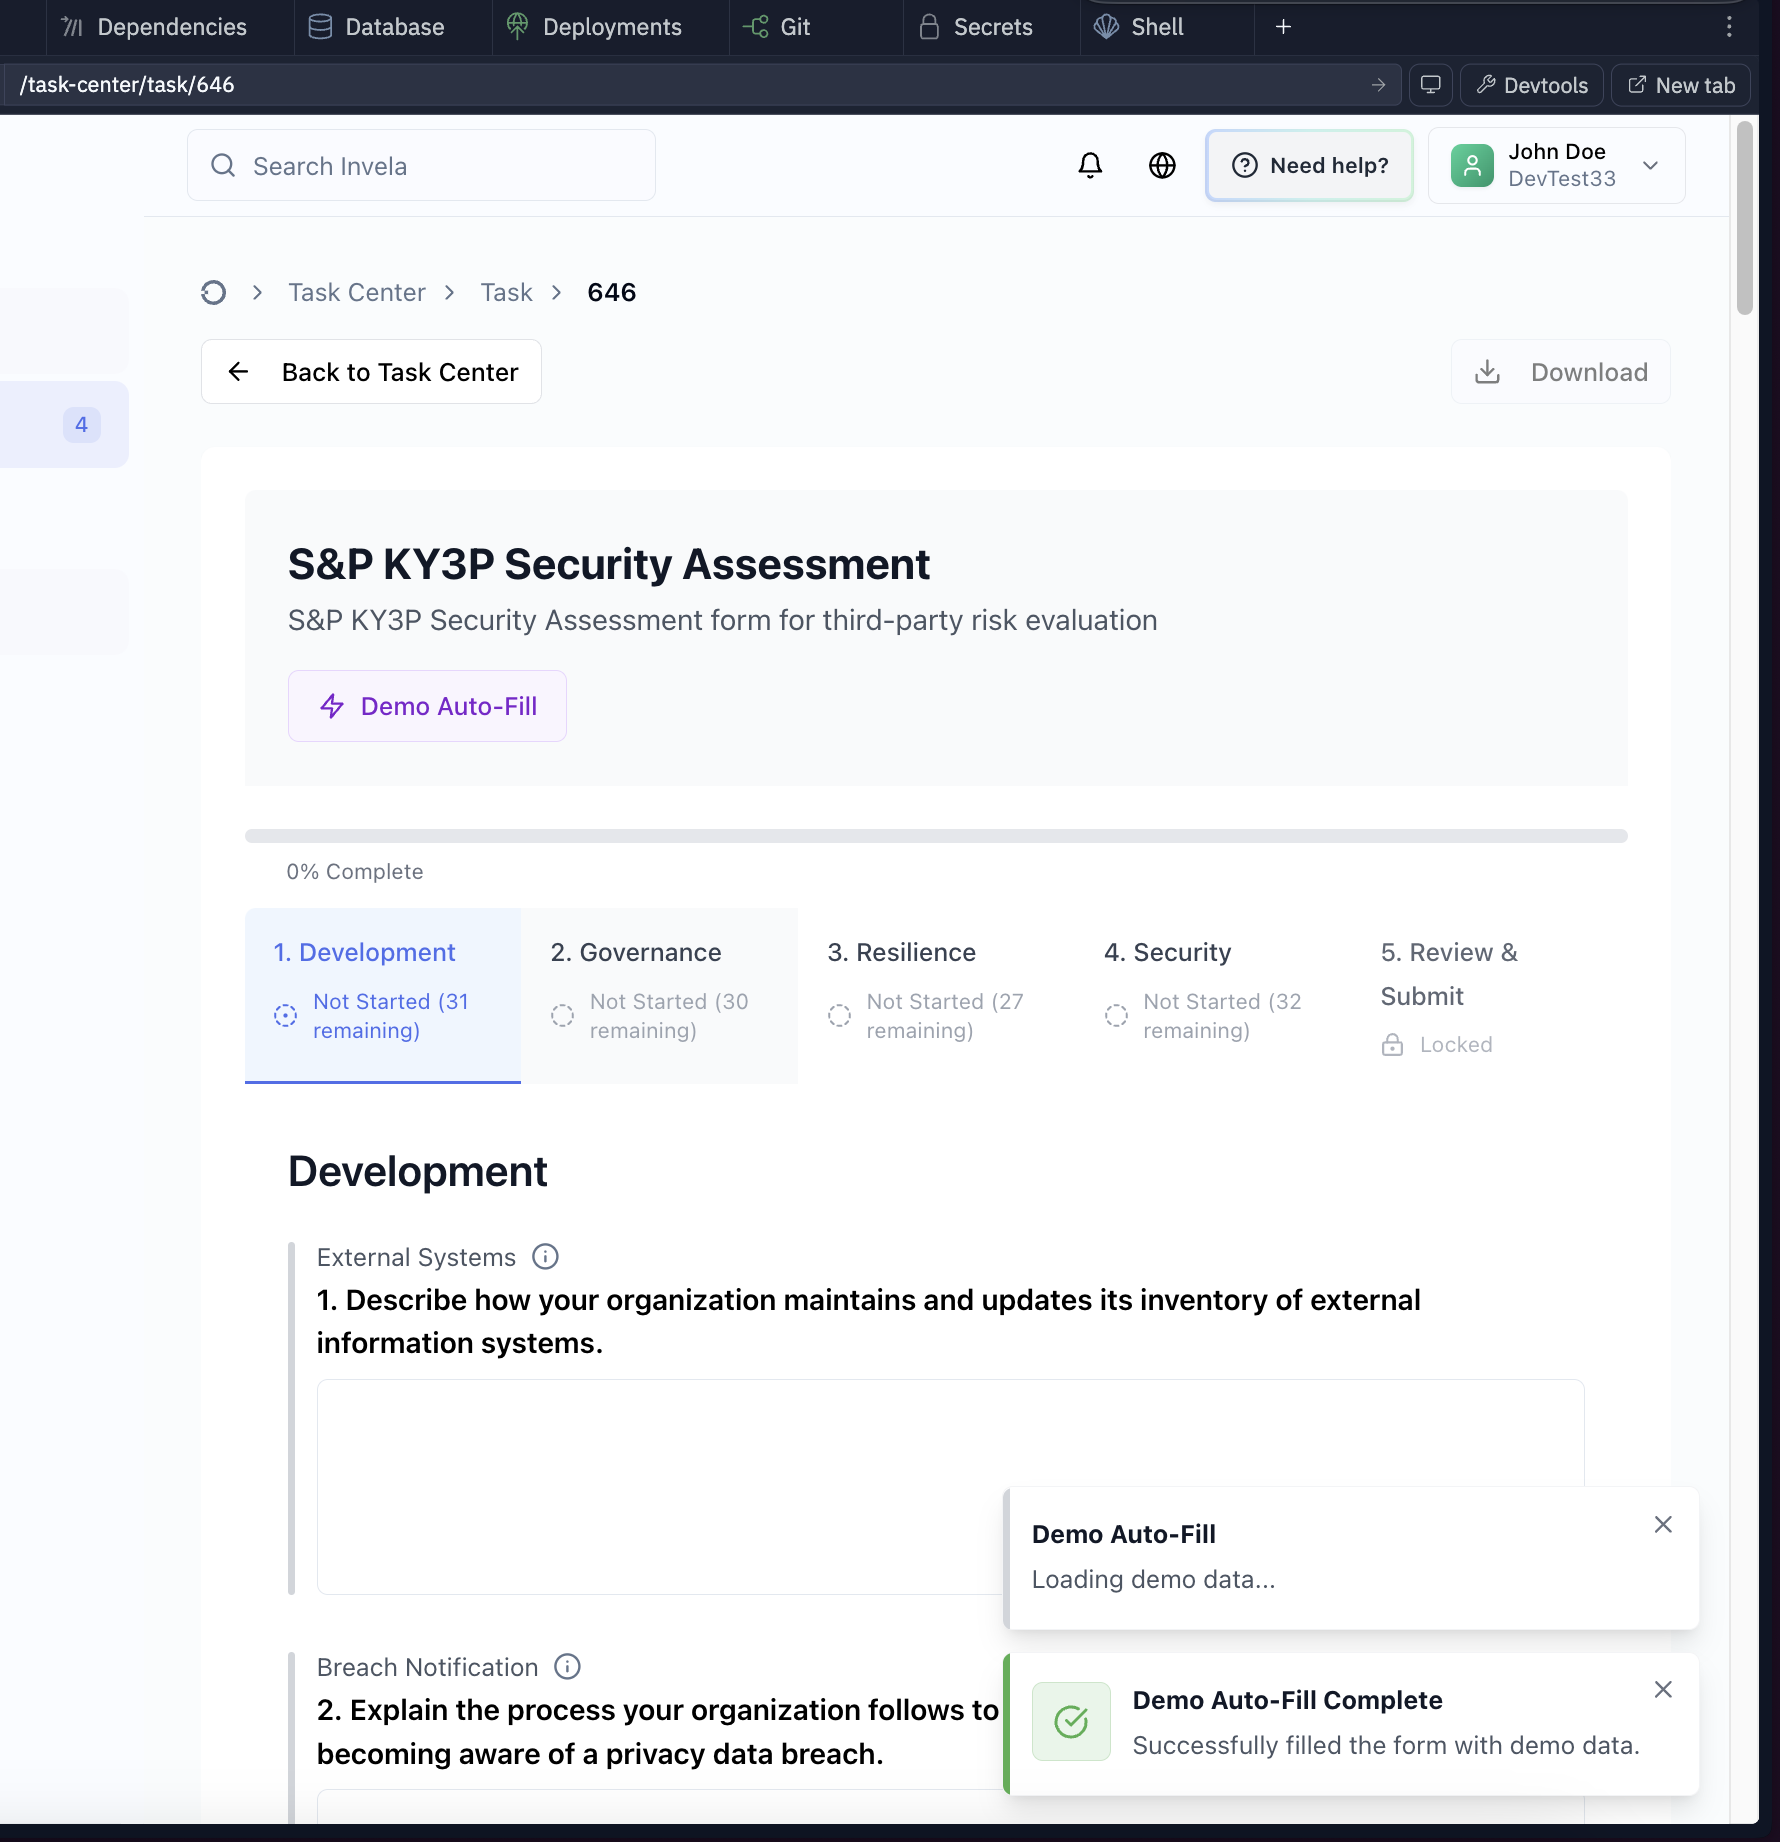 Dependencies
Database
Deployments
Git
Secrets
Shell
/task-center/task/646
Devtools
New tab
Search Invela
Need help?
John Doe
DevTest33
Task Center
Task
646
Back to Task Center
Download
4
S&P KY3P Security Assessment
S&P KY3P Security Assessment form for third-party risk evaluation
Demo Auto-Fill
0% Complete
1. Development
Not Started (31
remaining)
2. Governance
Not Started (30
remaining)
3. Resilience
Not Started (27
remaining)
4. Security
Not Started (32
remaining)
5. Review &
Submit
Locked
Development
External Systems
1. Describe how your organization maintains and updates its inventory of external
information systems.
Breach Notification
2. Explain the process your organization follows to
becoming aware of a privacy data breach.
Demo Auto-Fill
Loading demo data...
Demo Auto-Fill Complete
Successfully filled the form with demo data.